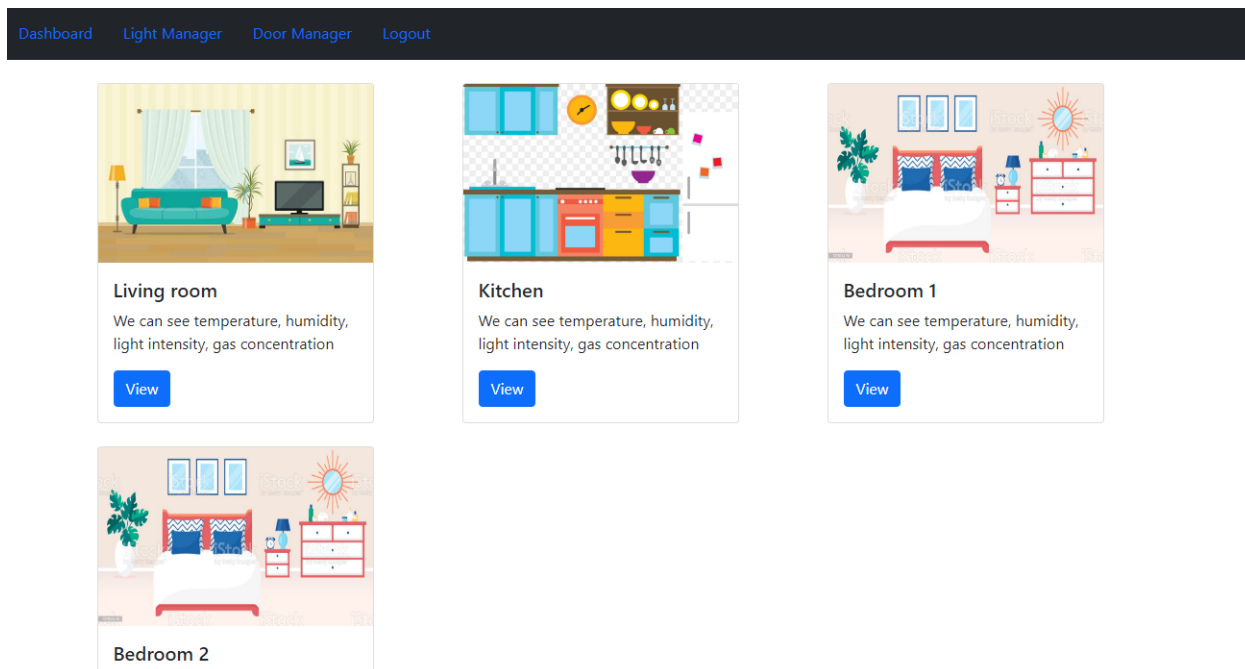 Dashboard Light Manager Door Manager Logout
Living room
We can see temperature, humidity,
light intensity, gas concentration
View
Kitchen
We can see temperature, humidity,
light intensity, gas concentration
View
iStock
Bedroom 1
We can see temperature, humidity,
light intensity, gas concentration
View
iStock
Bedroom 2